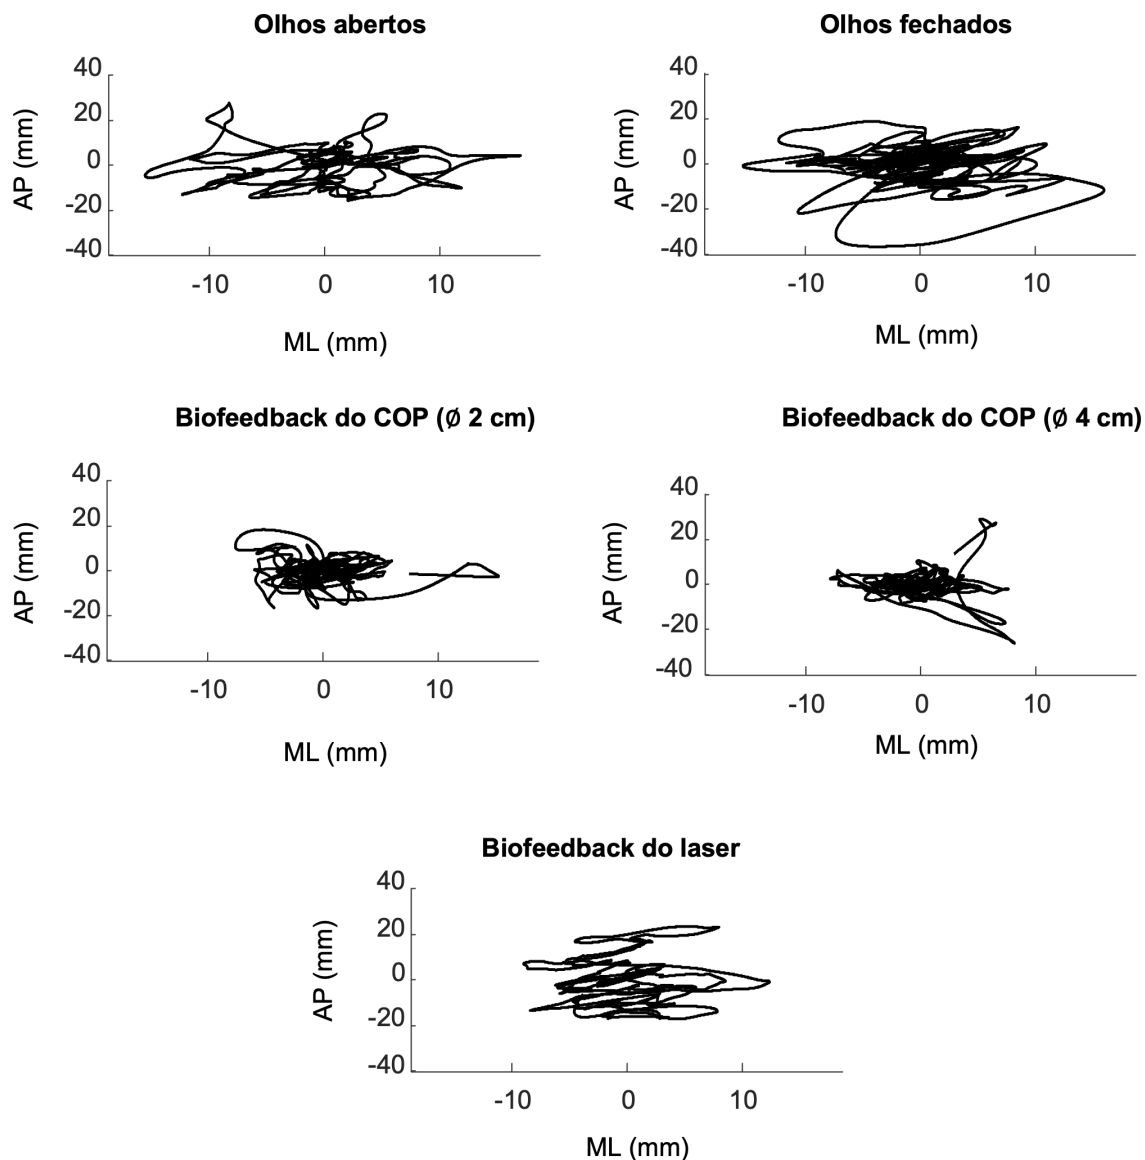 Olhos abertos
40
20
0
-20
-40
AP (mm)
-10
0
10
ML (mm)
Olhos fechados
40
20
0
-20
-40
AP (mm)
-10
0
10
ML (mm)
Biofeedback do COP (∅ 2 cm)
40
20
0
-20
-40
AP (mm)
-10
0
10
ML (mm)
Biofeedback do COP (∅ 4 cm)
40
20
0
-20
-40
AP (mm)
-10
0
10
ML (mm)
Biofeedback do laser
40
20
0
-20
-40
AP (mm)
-10
0
10
ML (mm)